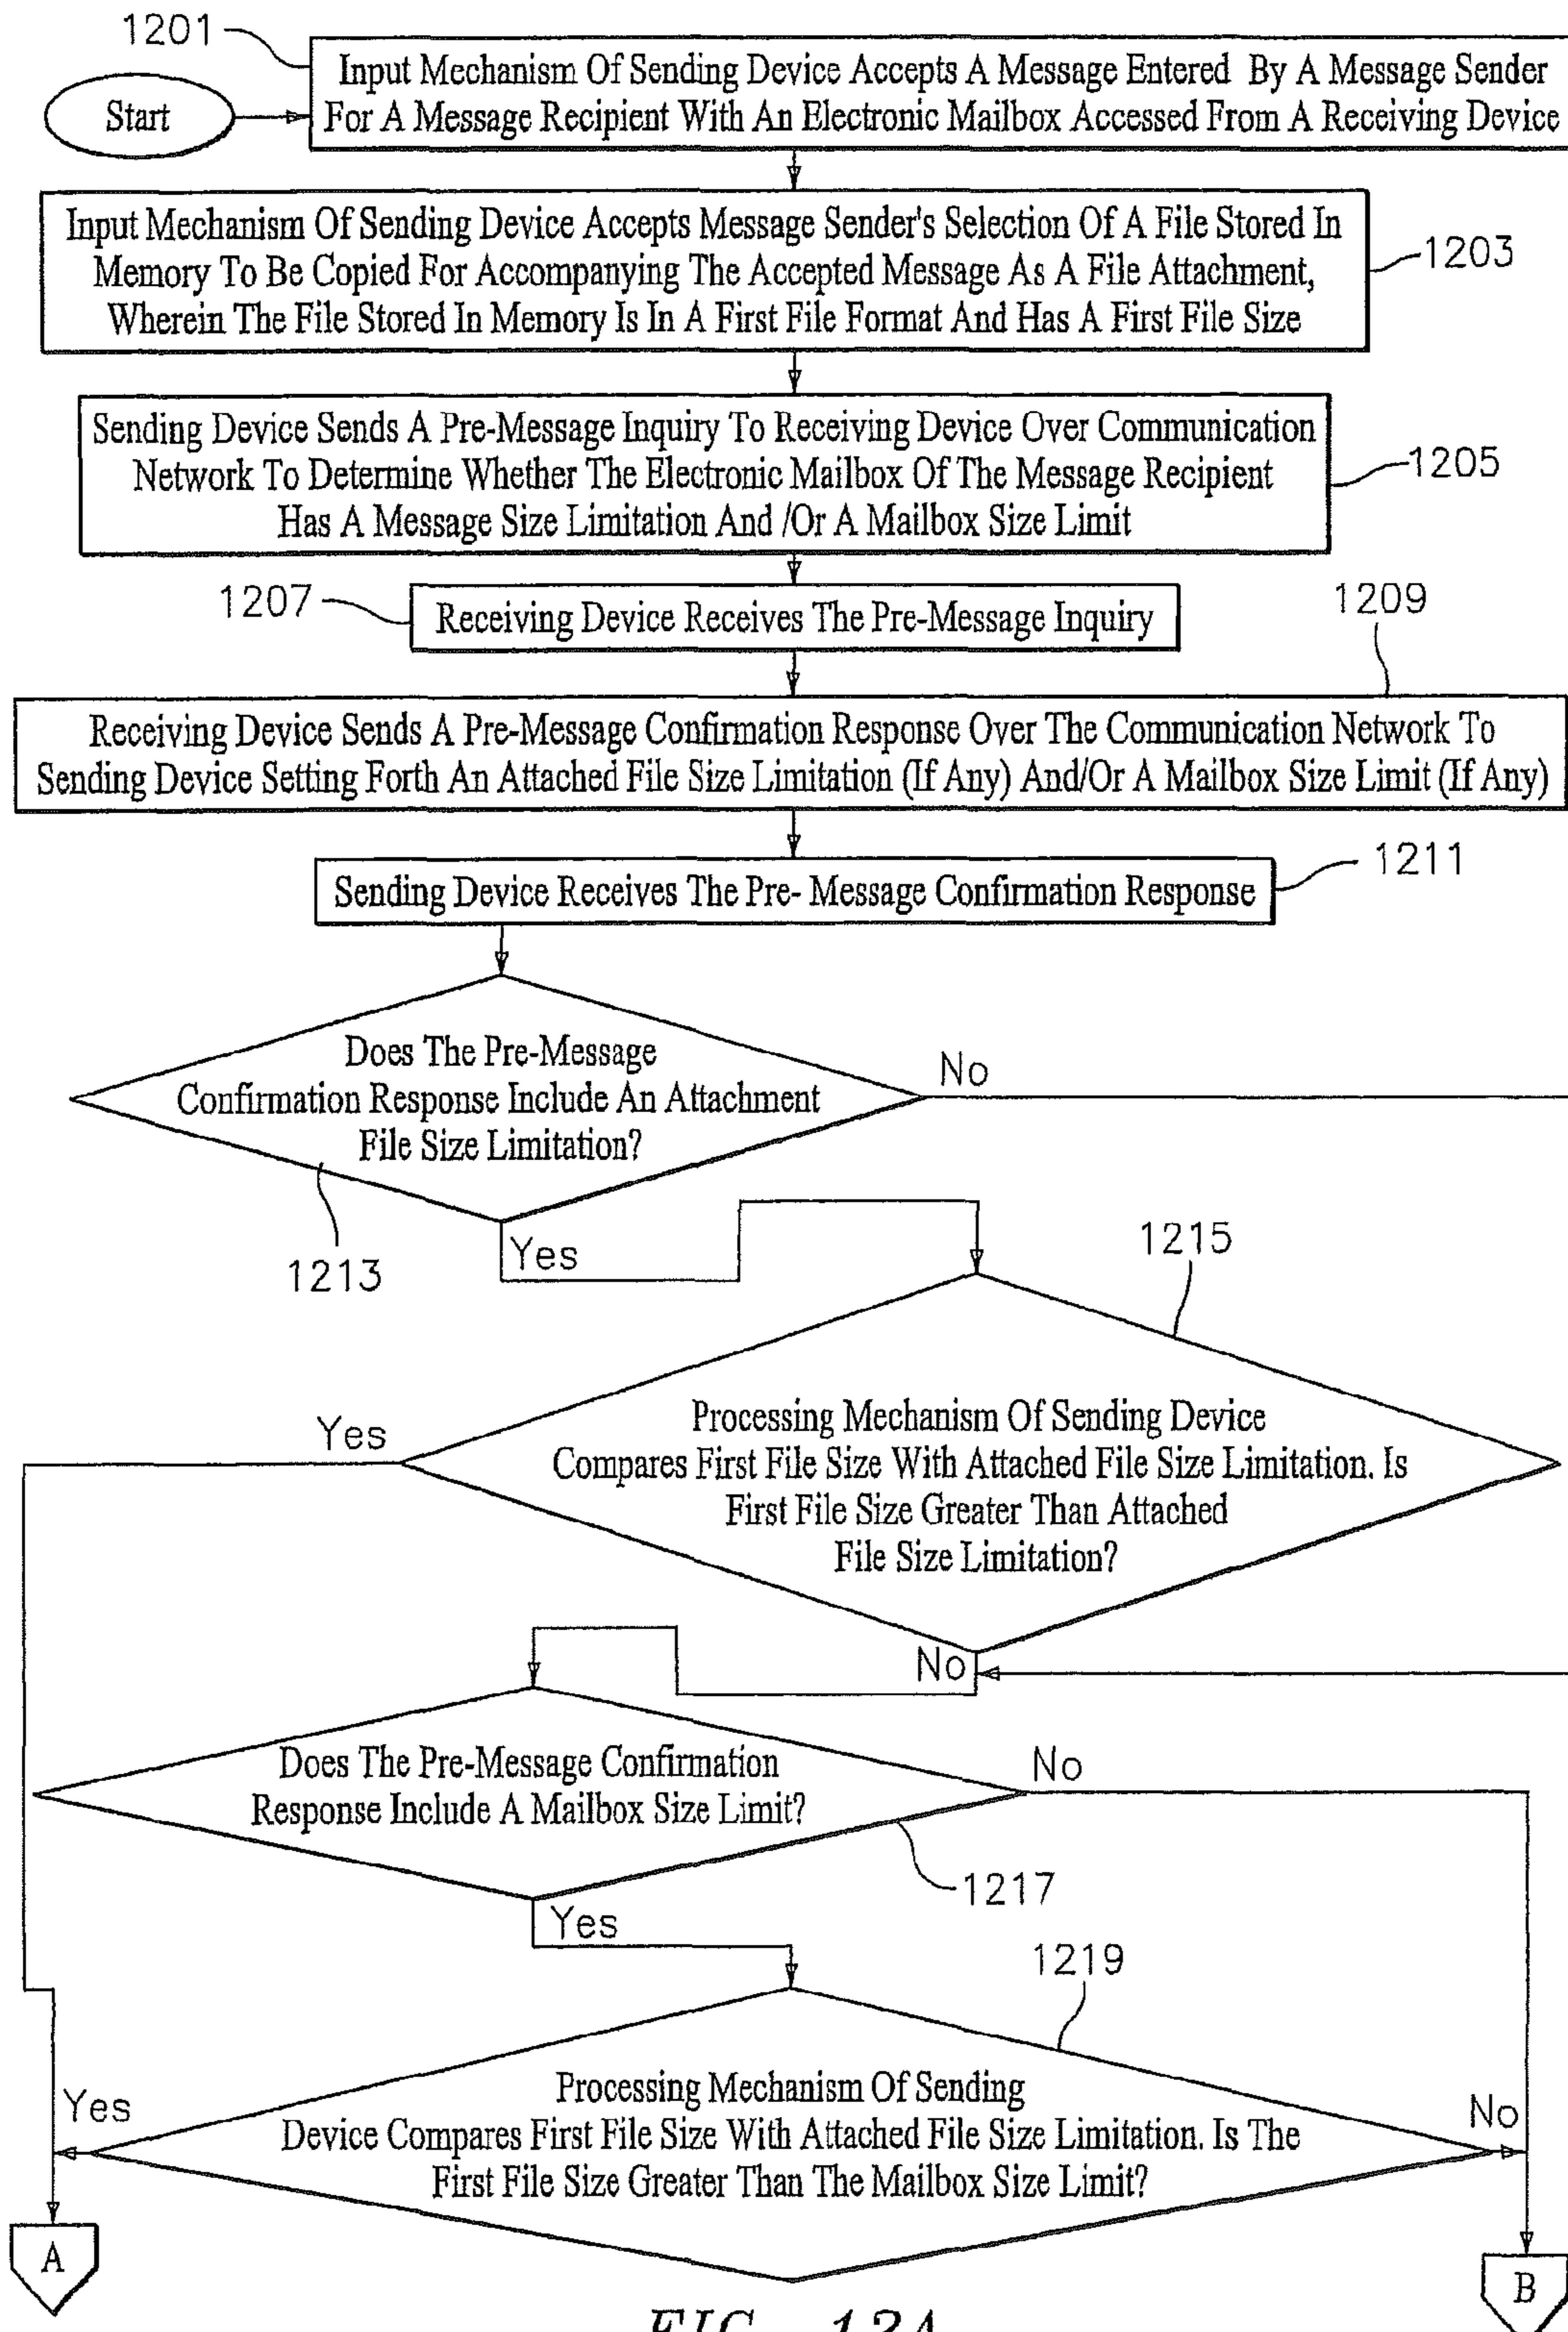 1201
Start
Input Mechanism Of Sending Device Accepts A Message Entered By A Message Sender
For A Message Recipient With An Electronic Mailbox Accessed From A Receiving Device
Input Mechanism Of Sending Device Accepts Message Sender's Selection Of A File Stored In
Memory To Be Copied For Accompanying The Accepted Message As A File Attachment,
Wherein The File Stored In Memory Is In A First File Format And Has A First File Size
1203
Sending Device Sends A Pre-Message Inquiry To Receiving Device Over Communication
Network To Determine Whether The Electronic Mailbox Of The Message Recipient
Has A Message Size Limitation And /Or A Mailbox Size Limit
1205
1207
Receiving Device Receives The Pre-Message Inquiry
1209
Receiving Device Sends A Pre-Message Confirmation Response Over The Communication Network To
Sending Device Setting Forth An Attached File Size Limitation (If Any) And/Or A Mailbox Size Limit (If Any)
Sending Device Receives The Pre- Message Confirmation Response
1211
Does The Pre-Message
Confirmation Response Include An Attachment
File Size Limitation?
No
1213
Yes
1215
Yes
Processing Mechanism Of Sending Device
Compares First File Size With Attached File Size Limitation. Is
First File Size Greater Than Attached
File Size Limitation?
No
Does The Pre-Message Confirmation
Response Include A Mailbox Size Limit?
No
1217
Yes
1219
Processing Mechanism Of Sending
Device Compares First File Size With Attached File Size Limitation. Is The
First File Size Greater Than The Mailbox Size Limit?
Yes
No
A
B
FIG. 12A